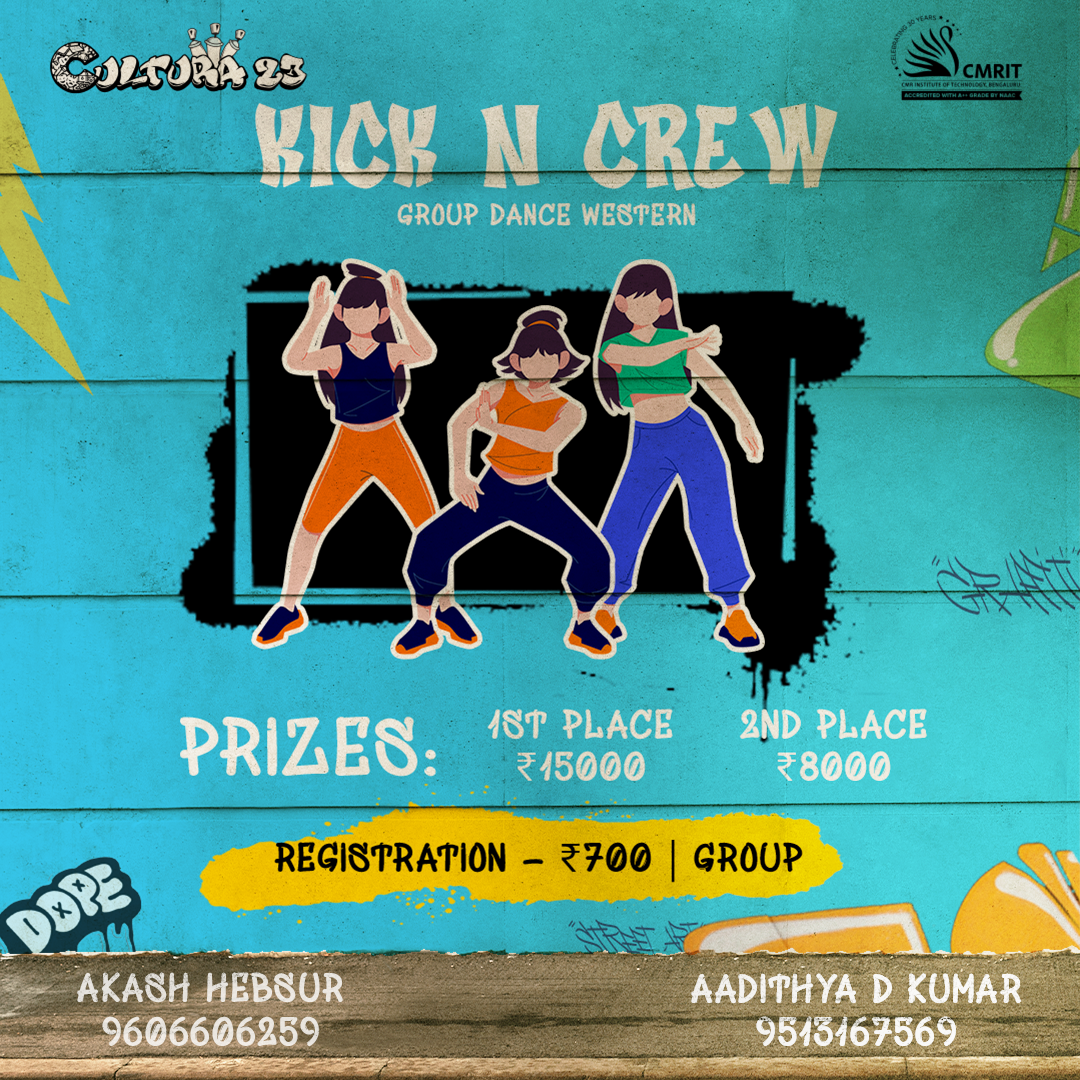 CULTURA 23
CELEBRATING 30 YEARS
CMRIT
CMR INSTITUTE OF TECHNOLOGY, BENGALURU.
ACCREDITED WITH A++ GRADE BY NAAC
KICK N CREW
GROUP DANCE WESTERN
PRIZES:
1ST PLACE
₹15000
2ND PLACE
₹8000
REGISTRATION - ₹700 | GROUP
DOPE
STREET ART
AKASH HEBSUR
9606606259
AADITHYA D KUMAR
9513167569